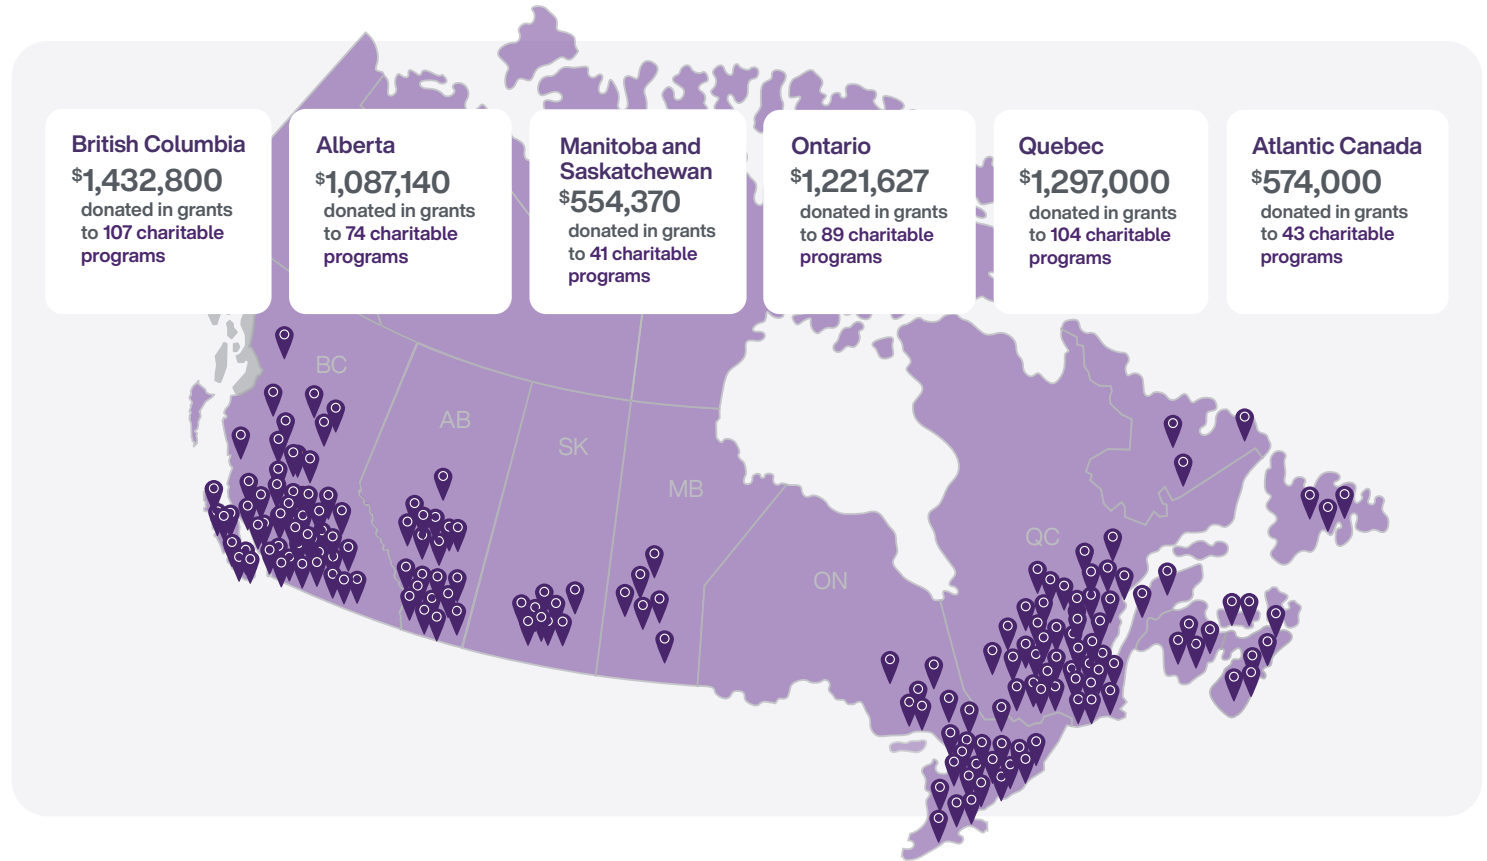 British Columbia
$1,432,800
donated in grants
to 107 charitable
programs
Alberta
$1,087,140
donated in grants
to 74 charitable
programs
Manitoba and
Saskatchewan
$554,370
donated in grants
to 41 charitable
programs
Ontario
$1,221,627
donated in grants
to 89 charitable
programs
Quebec
$1,297,000
donated in grants
to 104 charitable
programs
Atlantic Canada
$574,000
donated in grants
to 43 charitable
programs
BC
AB
SK
MB
ON
QC